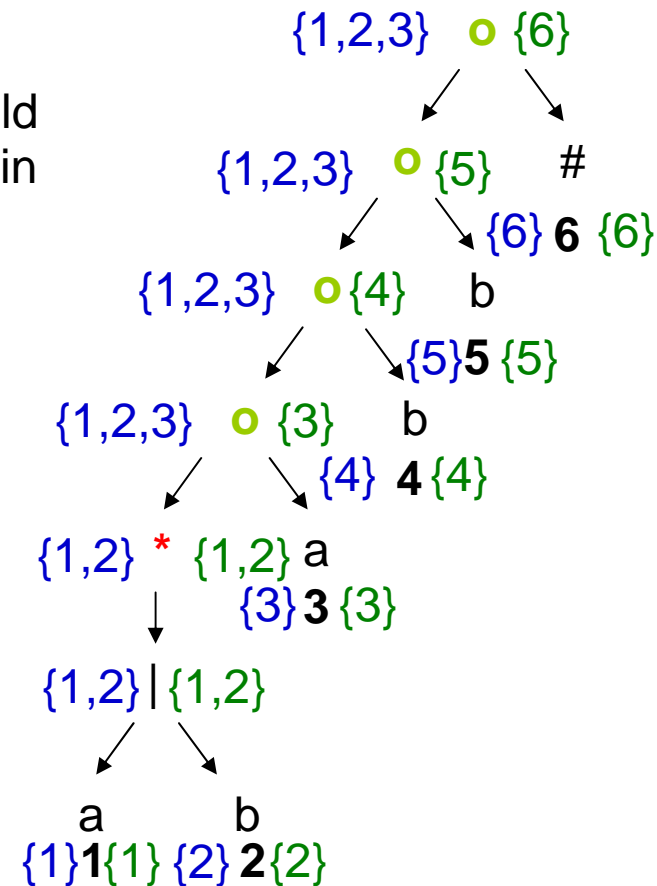 {1,2,3} o {6}
ld
in
{1,2,3} o {5} #
{6} 6 {6}
{1,2,3} o {4} b
{5} 5 {5}
{1,2,3} o {3} b
{4} 4 {4}
{1,2} * {1,2} a
{3} 3 {3}
{1,2} | {1,2}
a b
{1} 1 {1} {2} 2 {2}